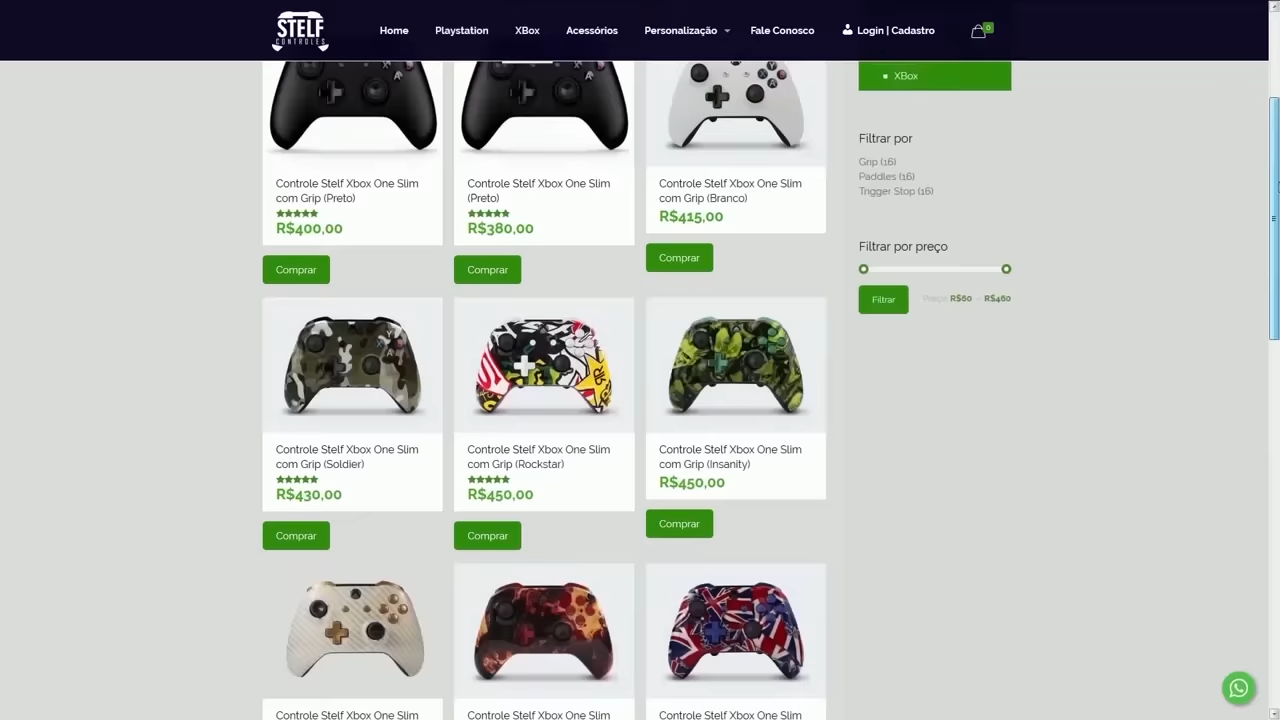 STELF
CONTROLES
Home
Playstation
XBox
Acessórios
Personalização
Fale Conosco
Login | Cadastro
0
XBox
Controle Stelf Xbox One Slim
com Grip (Preto)
R$400,00
Comprar
Controle Stelf Xbox One Slim
(Preto)
R$380,00
Comprar
Controle Stelf Xbox One Slim
com Grip (Branco)
R$415,00
Comprar
Filtrar por
Grip (16)
Paddles (16)
Trigger Stop (16)
Filtrar por preço
Filtrar
Preço: R$60 — R$460
Controle Stelf Xbox One Slim
com Grip (Soldier)
R$430,00
Comprar
Controle Stelf Xbox One Slim
com Grip (Rockstar)
R$450,00
Comprar
Controle Stelf Xbox One Slim
com Grip (Insanity)
R$450,00
Comprar
Controle Stelf Xbox One Slim
Controle Stelf Xbox One Slim
Controle Stelf Xbox One Slim